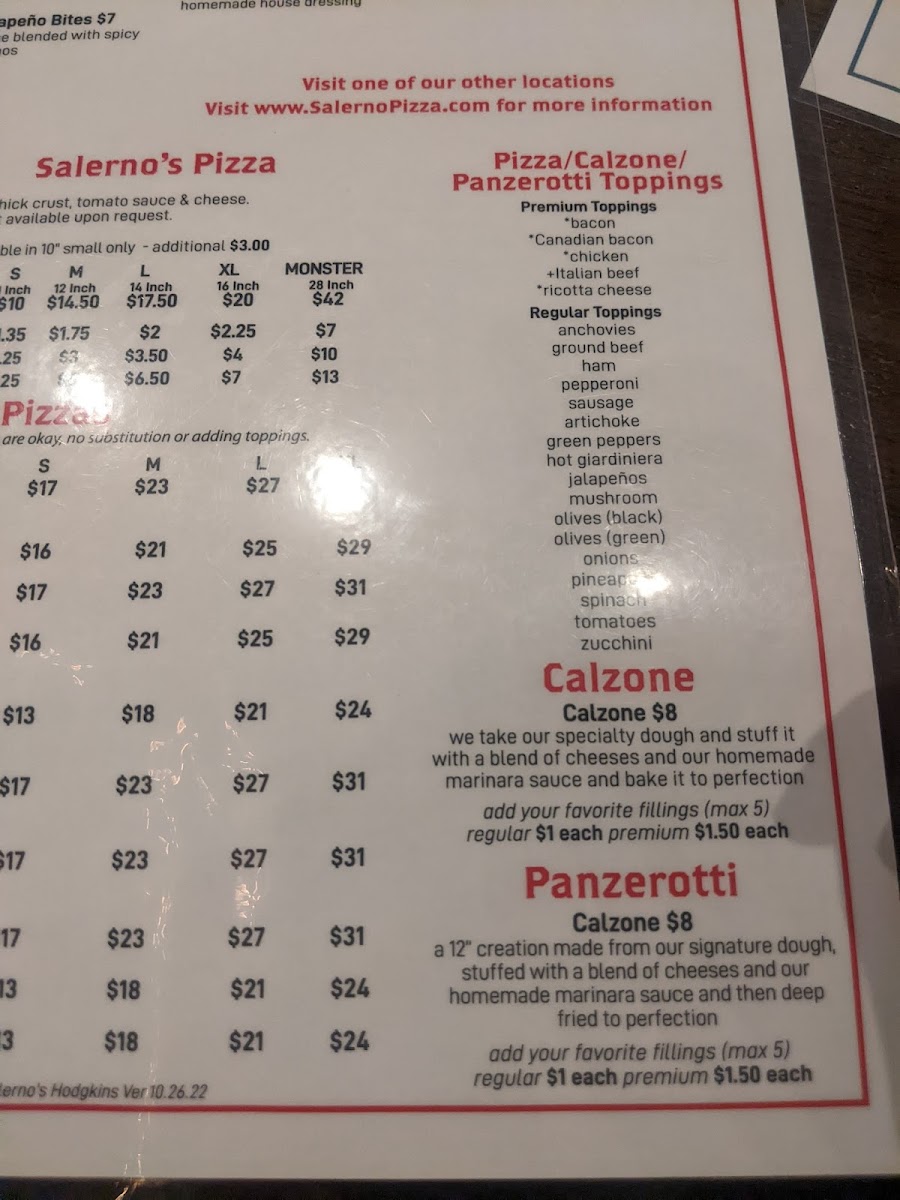 homemade house dressing
apeño Bites $7
e blended with spicy
nos
Visit one of our other locations
Visit www.SalernoPizza.com for more information
Salerno's Pizza
hick crust, tomato sauce & cheese.
available upon request.
ble in 10" small only - additional $3.00
S M L XL MONSTER
Inch 12 Inch 14 Inch 16 Inch 28 Inch
$10 $14.50 $17.50 $20 $42
.35 $1.75 $2 $2.25 $7
.25 $3 $3.50 $4 $10
25 $6.50 $7 $13
Pizzas
are okay, no substitution or adding toppings.
S M L
$17 $23 $27
$16 $21 $25 $29
$17 $23 $27 $31
$16 $21 $25 $29
$13 $18 $21 $24
$17 $23 $27 $31
$17 $23 $27 $31
17 $23 $27 $31
13 $18 $21 $24
3 $18 $21 $24
lerno's Hodgkins Ver 10.26.22
Pizza/Calzone/
Panzerotti Toppings
Premium Toppings
*bacon
*Canadian bacon
*chicken
+Italian beef
*ricotta cheese
Regular Toppings
anchovies
ground beef
ham
pepperoni
sausage
artichoke
green peppers
hot giardiniera
jalapeños
mushroom
olives (black)
olives (green)
onions
pineap
spinach
tomatoes
zucchini
Calzone
Calzone $8
we take our specialty dough and stuff it
with a blend of cheeses and our homemade
marinara sauce and bake it to perfection
add your favorite fillings (max 5)
regular $1 each premium $1.50 each
Panzerotti
Calzone $8
a 12" creation made from our signature dough,
stuffed with a blend of cheeses and our
homemade marinara sauce and then deep
fried to perfection
add your favorite fillings (max 5)
regular $1 each premium $1.50 each